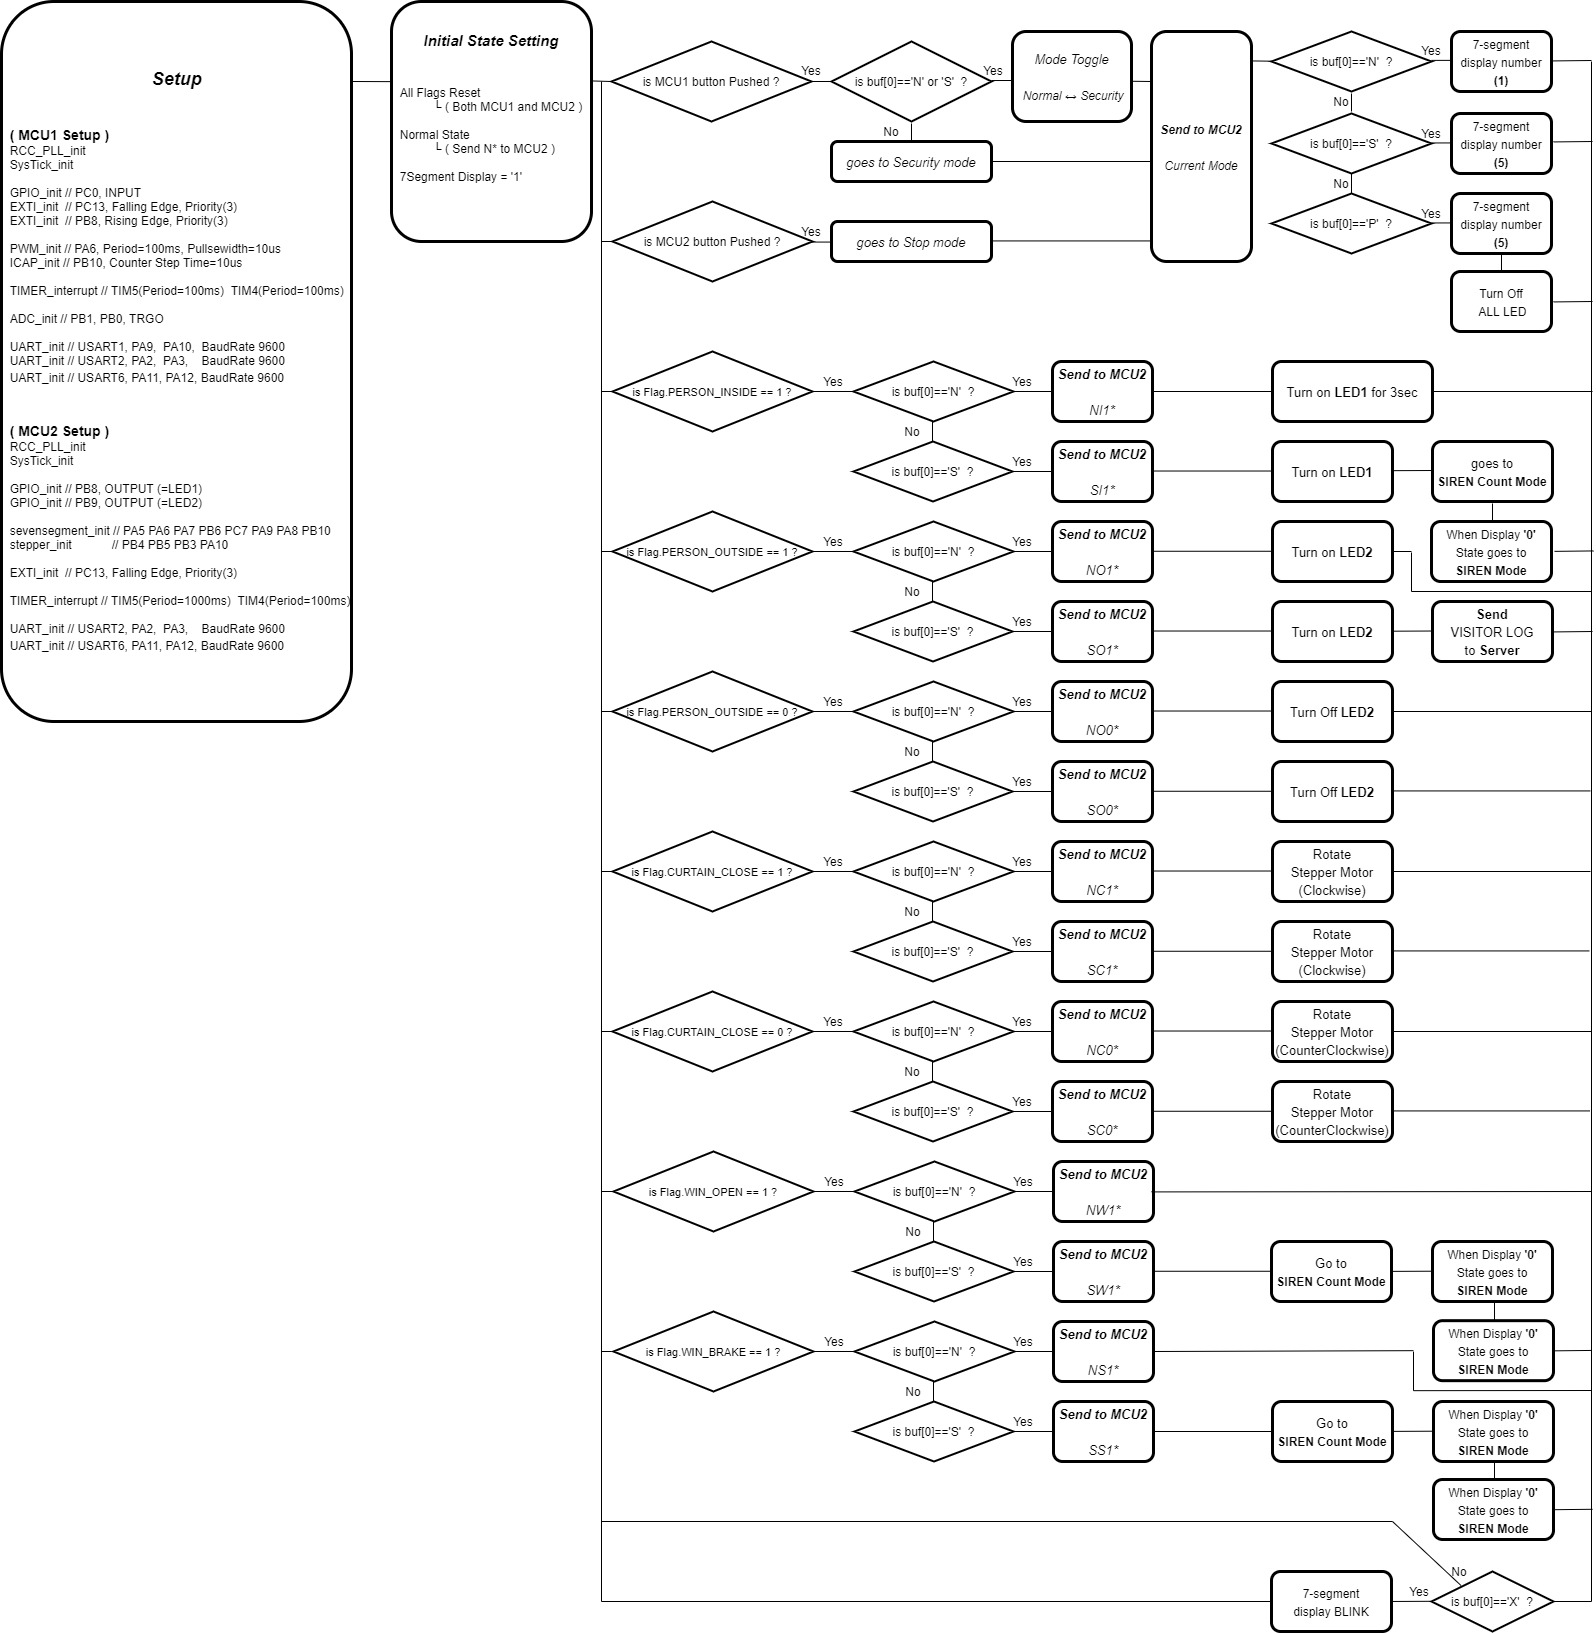 Setup
( MCU1 Setup )
RCC_PLL_init
SysTick_init
GPIO_init // PC0, INPUT
EXTI_init // PC13, Falling Edge, Priority(3)
EXTI_init // PB8, Rising Edge, Priority(3)
PWM_init // PA6, Period=100ms, Pullsewidth=10us
ICAP_init // PB10, Counter Step Time=10us
TIMER_interrupt // TIM5(Period=100ms) TIM4(Period=100ms)
ADC_init // PB1, PB0, TRGO
UART_init // USART1, PA9, PA10, BaudRate 9600
UART_init // USART2, PA2, PA3, BaudRate 9600
UART_init // USART6, PA11, PA12, BaudRate 9600
( MCU2 Setup )
RCC_PLL_init
SysTick_init
GPIO_init // PB8, OUTPUT (=LED1)
GPIO_init // PB9, OUTPUT (=LED2)
sevensegment_init // PA5 PA6 PA7 PB6 PC7 PA9 PA8 PB10
stepper_init // PB4 PB5 PB3 PA10
EXTI_init // PC13, Falling Edge, Priority(3)
TIMER_interrupt // TIM5(Period=1000ms) TIM4(Period=100ms)
UART_init // USART2, PA2, PA3, BaudRate 9600
UART_init // USART6, PA11, PA12, BaudRate 9600
Initial State Setting
All Flags Reset
└ ( Both MCU1 and MCU2 )
Normal State
└ ( Send N* to MCU2 )
7Segment Display = '1'
is MCU1 button Pushed ?
Yes
is buf[0]=='N' or 'S' ?
Yes
Mode Toggle
Normal ↔ Security
No
goes to Security mode
is MCU2 button Pushed ?
Yes
goes to Stop mode
Send to MCU2
Current Mode
is buf[0]=='N' ?
Yes
7-segment
display number
(1)
No
is buf[0]=='S' ?
Yes
7-segment
display number
(5)
No
is buf[0]=='P' ?
Yes
7-segment
display number
(5)
Turn Off
ALL LED
is Flag.PERSON_INSIDE == 1 ?
Yes
is buf[0]=='N' ?
Yes
Send to MCU2
NI1*
Turn on LED1 for 3sec
No
is buf[0]=='S' ?
Yes
Send to MCU2
SI1*
Turn on LED1
goes to
SIREN Count Mode
When Display '0'
State goes to
SIREN Mode
is Flag.PERSON_OUTSIDE == 1 ?
Yes
is buf[0]=='N' ?
Yes
Send to MCU2
NO1*
Turn on LED2
No
is buf[0]=='S' ?
Yes
Send to MCU2
SO1*
Turn on LED2
Send
VISITOR LOG
to Server
is Flag.PERSON_OUTSIDE == 0 ?
Yes
is buf[0]=='N' ?
Yes
Send to MCU2
NO0*
Turn Off LED2
No
is buf[0]=='S' ?
Yes
Send to MCU2
SO0*
Turn Off LED2
is Flag.CURTAIN_CLOSE == 1 ?
Yes
is buf[0]=='N' ?
Yes
Send to MCU2
NC1*
Rotate
Stepper Motor
(Clockwise)
No
is buf[0]=='S' ?
Yes
Send to MCU2
SC1*
Rotate
Stepper Motor
(Clockwise)
is Flag.CURTAIN_CLOSE == 0 ?
Yes
is buf[0]=='N' ?
Yes
Send to MCU2
NC0*
Rotate
Stepper Motor
(CounterClockwise)
No
is buf[0]=='S' ?
Yes
Send to MCU2
SC0*
Rotate
Stepper Motor
(CounterClockwise)
is Flag.WIN_OPEN == 1 ?
Yes
is buf[0]=='N' ?
Yes
Send to MCU2
NW1*
No
is buf[0]=='S' ?
Yes
Send to MCU2
SW1*
Go to
SIREN Count Mode
When Display '0'
State goes to
SIREN Mode
When Display '0'
State goes to
SIREN Mode
is Flag.WIN_BRAKE == 1 ?
Yes
is buf[0]=='N' ?
Yes
Send to MCU2
NS1*
No
is buf[0]=='S' ?
Yes
Send to MCU2
SS1*
Go to
SIREN Count Mode
When Display '0'
State goes to
SIREN Mode
When Display '0'
State goes to
SIREN Mode
No
is buf[0]=='X' ?
Yes
7-segment
display BLINK